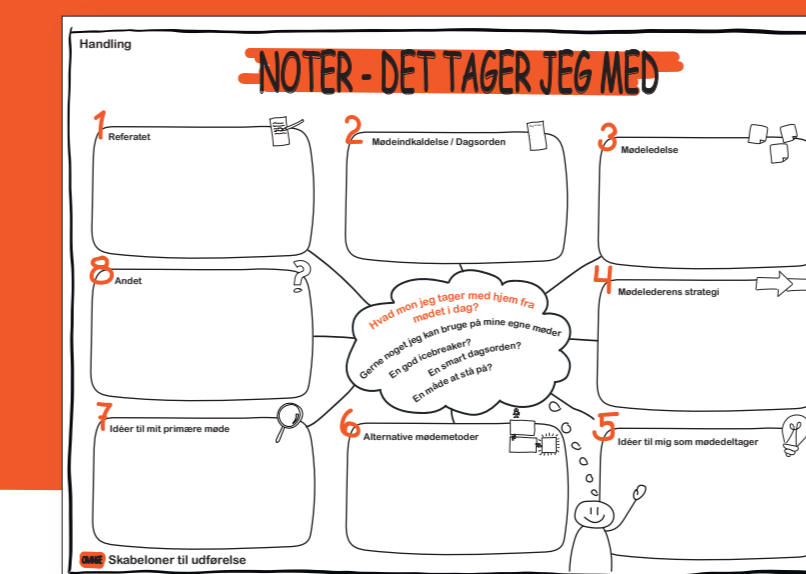 Handling
NOTER - DET TAGER JEG MED
1
Referatet
2
Mødeindkaldelse / Dagsorden
3
Mødeledelse
8
Andet
Hvad mon jeg tager med hjem fra
mødet i dag?
Gerne noget jeg kan bruge på mine egne møder
En god icebreaker?
En smart dagsorden?
En måde at stå på?
4
Mødelederens strategi
7
Idéer til mit primære møde
6
Alternative mødemetoder
5
Idéer til mig som mødedeltager
ORANGE Skabeloner til udførelse